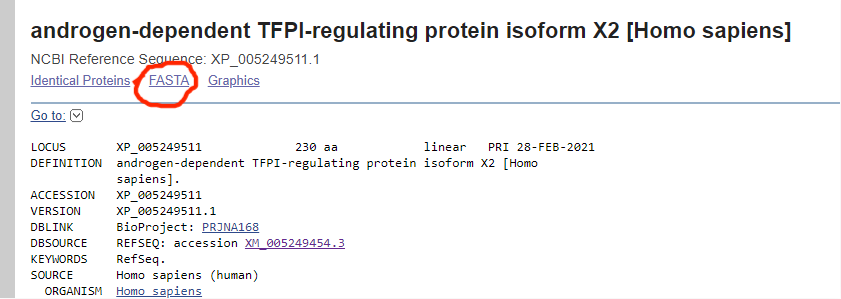 androgen-dependent TFPI-regulating protein isoform X2 [Homo sapiens]
NCBI Reference Sequence: XP_005249511.1
Identical Proteins FASTA Graphics
Go to:
LOCUS XP_005249511 230 aa linear PRI 28-FEB-2021
DEFINITION androgen-dependent TFPI-regulating protein isoform X2 [Homo
sapiens].
ACCESSION XP_005249511
VERSION XP_005249511.1
DBLINK BioProject: PRJNA168
DBSOURCE REFSEQ: accession XM_005249454.3
KEYWORDS RefSeq.
SOURCE Homo sapiens (human)
ORGANISM Homo sapiens